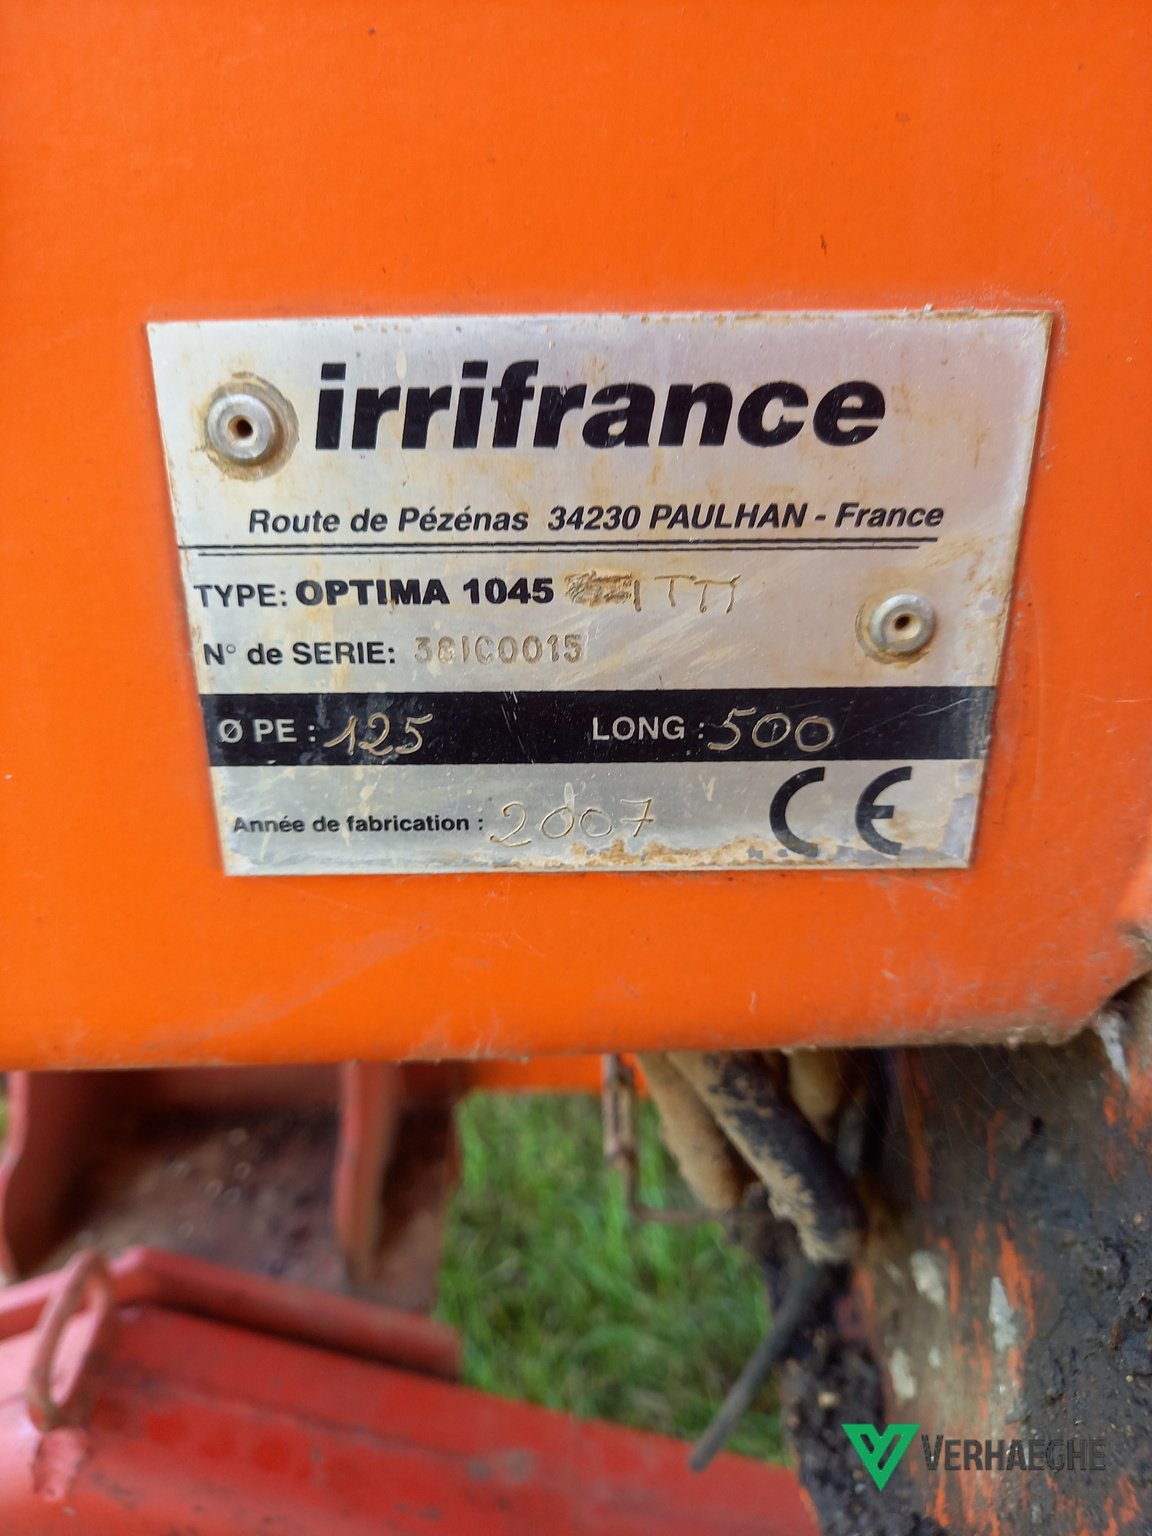 irrifrance
Route de Pézénas 34230 PAULHAN - France
TYPE: OPTIMA 1045
N° de SERIE: 38IC0015
Ø PE : 125 LONG : 500
Année de fabrication : 2007 CE
VERHAEGHE